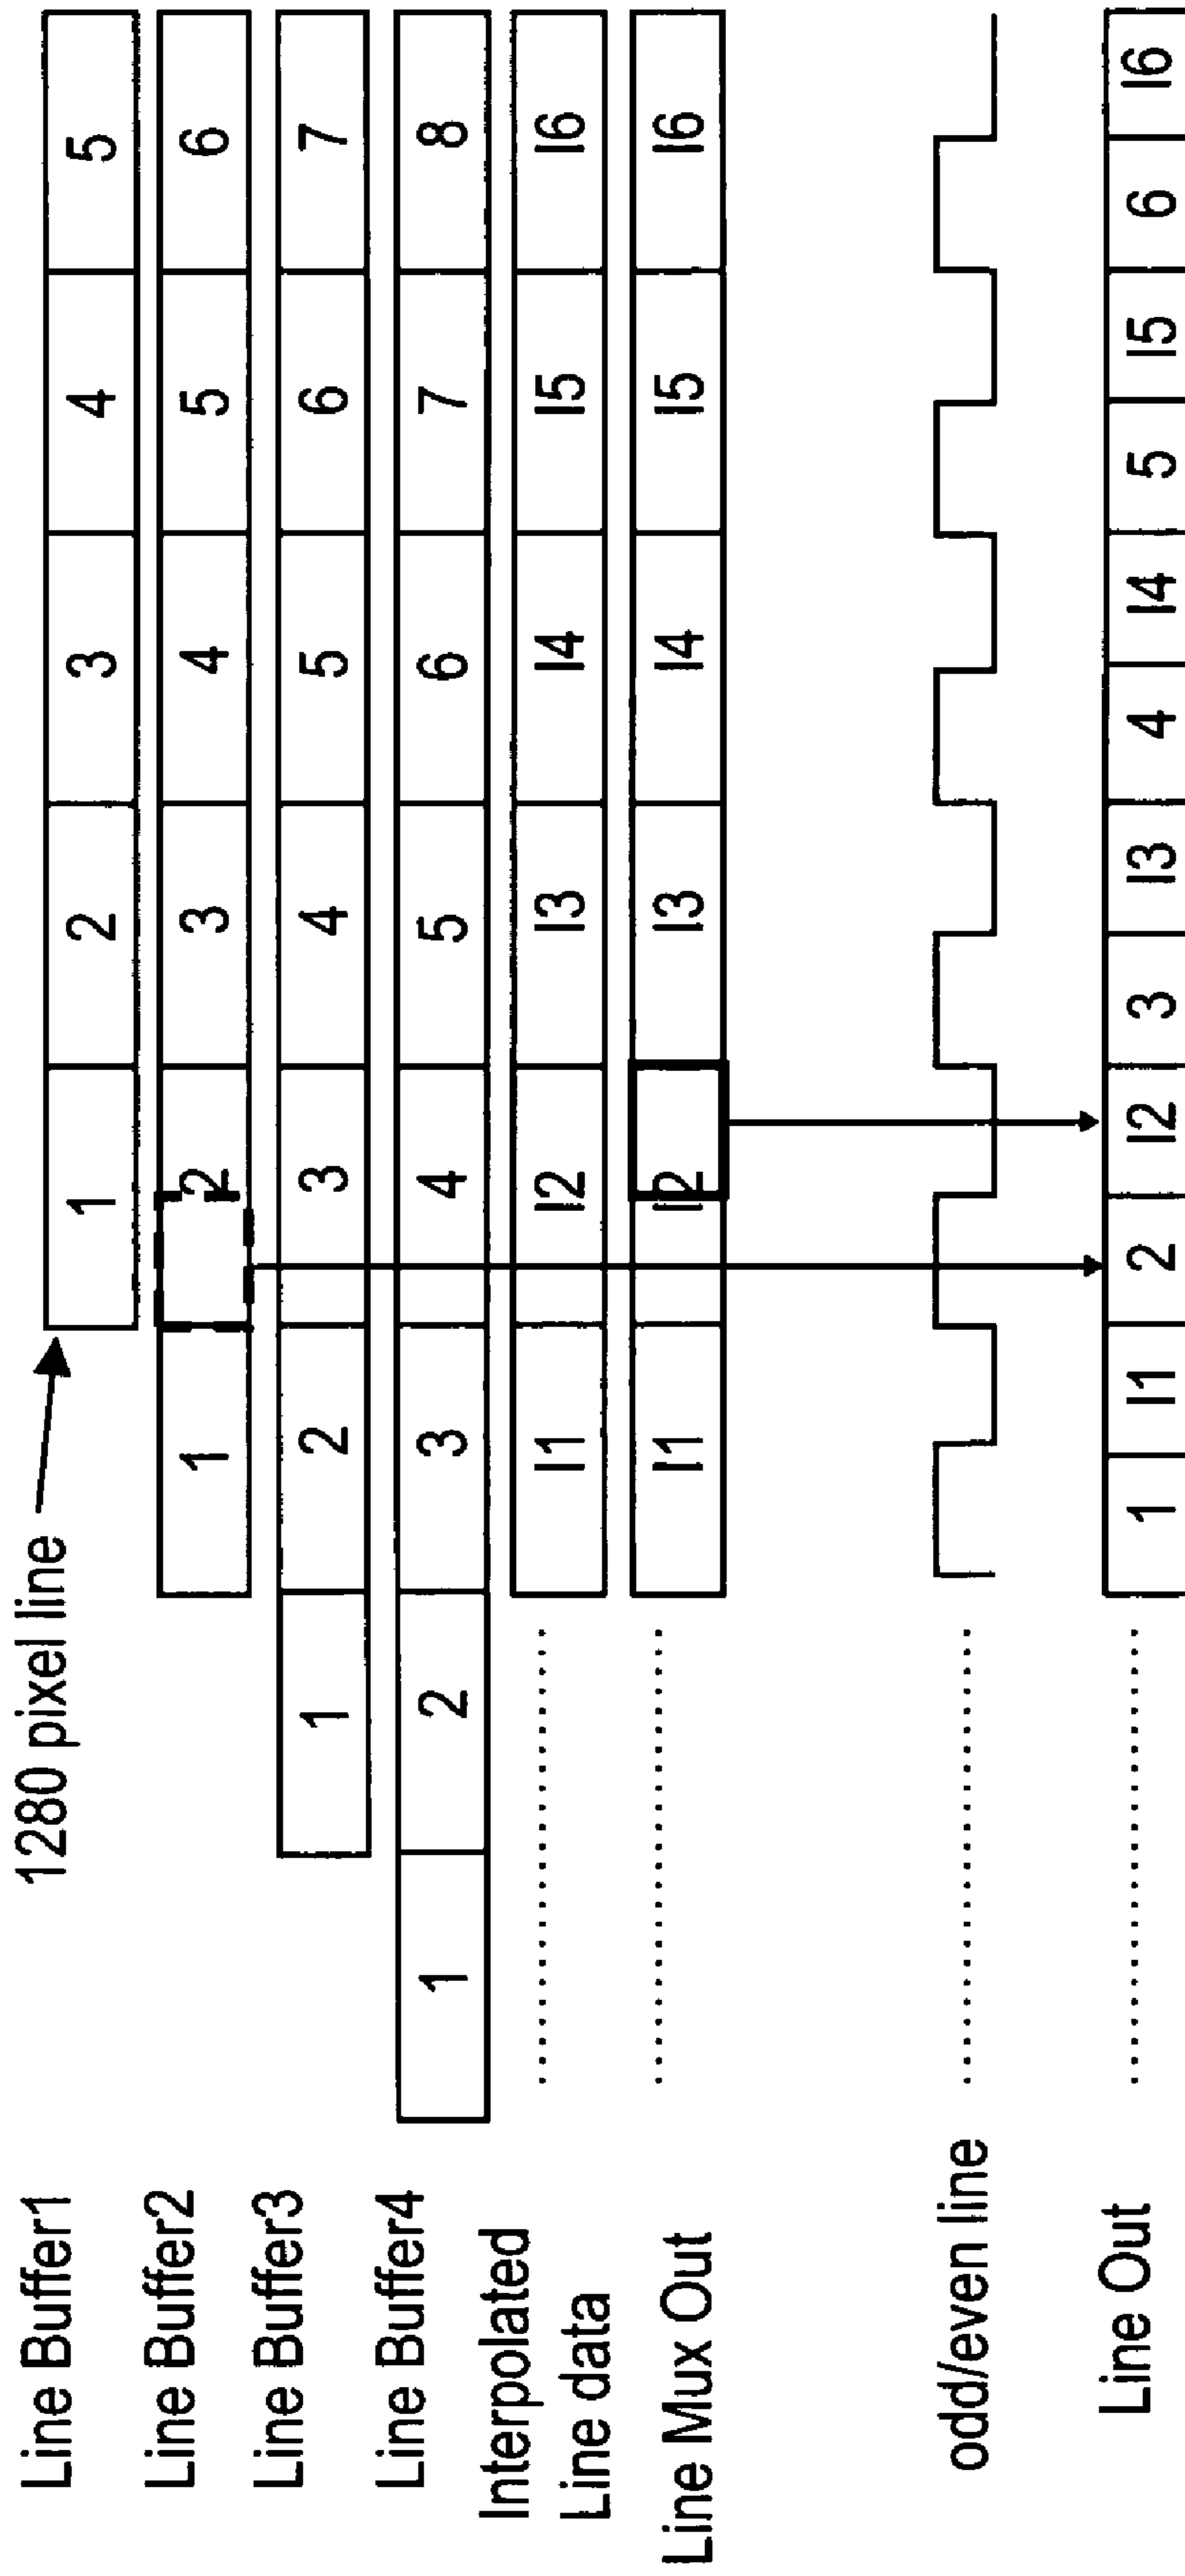 1280 pixel line
Line Buffer1 1 2 3 4 5
Line Buffer2 1 2 3 4 5 6
Line Buffer3 1 2 3 4 5 6 7
Line Buffer4 1 2 3 4 5 6 7 8
Interpolated
Line data I1 I2 I3 I4 I5 I6
Line Mux Out I1 I2 I3 I4 I5 I6
odd/even line
Line Out 1 I1 2 I2 3 I3 4 I4 5 I5 6 I6